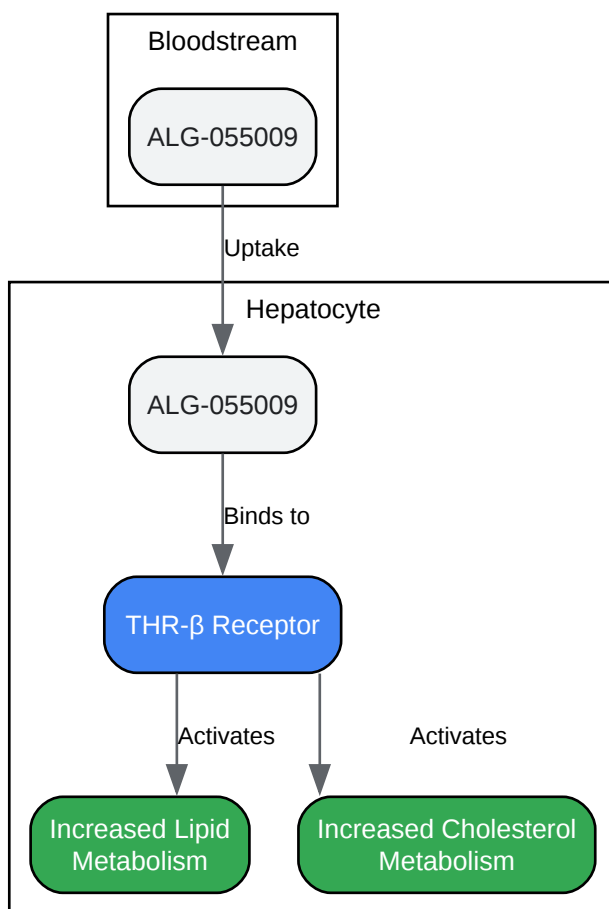 Bloodstream
ALG-055009
Uptake
Hepatocyte
ALG-055009
Binds to
THR-β Receptor
Activates
Activates
Increased Lipid
Metabolism
Increased Cholesterol
Metabolism